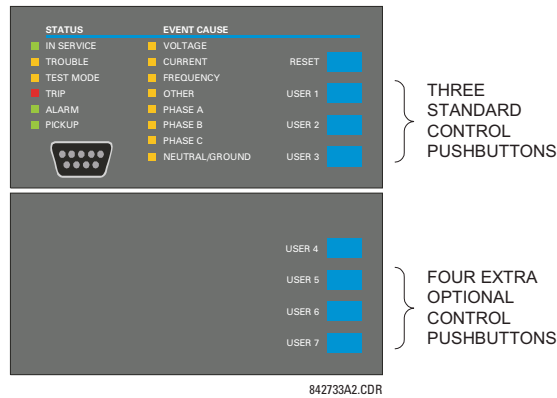 STATUS EVENT CAUSE
IN SERVICE VOLTAGE
TROUBLE CURRENT RESET
TEST MODE FREQUENCY
TRIP OTHER USER 1
ALARM PHASE A
PICKUP PHASE B USER 2
PHASE C
NEUTRAL/GROUND USER 3
THREE
STANDARD
CONTROL
PUSHBUTTONS
USER 4
USER 5
USER 6
USER 7
FOUR EXTRA
OPTIONAL
CONTROL
PUSHBUTTONS
842733A2.CDR